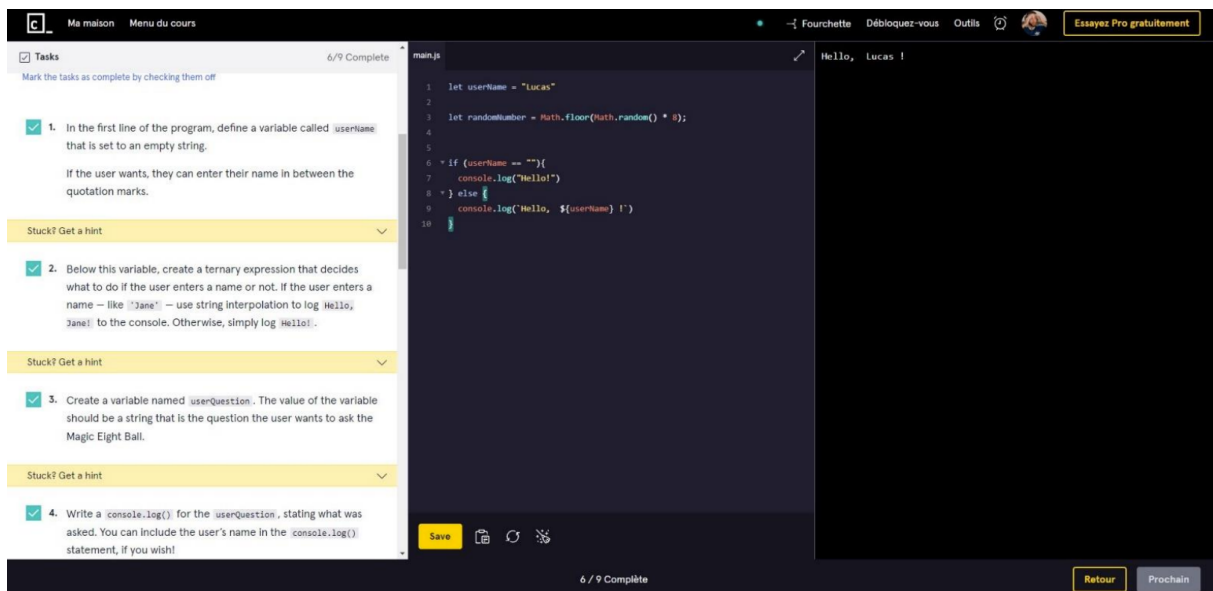 c_ Ma maison Menu du cours Fourchette Débloquez-vous Outils Essayez Pro gratuitement
Tasks 6/9 Complete
Mark the tasks as complete by checking them off
1. In the first line of the program, define a variable called userName
that is set to an empty string.
If the user wants, they can enter their name in between the
quotation marks.
Stuck? Get a hint
2. Below this variable, create a ternary expression that decides
what to do if the user enters a name or not. If the user enters a
name — like 'Jane' — use string interpolation to log Hello,
Jane! to the console. Otherwise, simply log Hello! .
Stuck? Get a hint
3. Create a variable named userQuestion . The value of the variable
should be a string that is the question the user wants to ask the
Magic Eight Ball.
Stuck? Get a hint
4. Write a console.log() for the userQuestion , stating what was
asked. You can include the user's name in the console.log()
statement, if you wish!
main.js
1 let userName = "Lucas"
2
3 let randomNumber = Math.floor(Math.random() * 8);
4
5
6 if (userName == ""){
7 console.log("Hello!")
8 } else {
9 console.log(`Hello,  ${userName} !`)
10 }
Save
Hello,  Lucas !
6 / 9 Complète
Retour Prochain